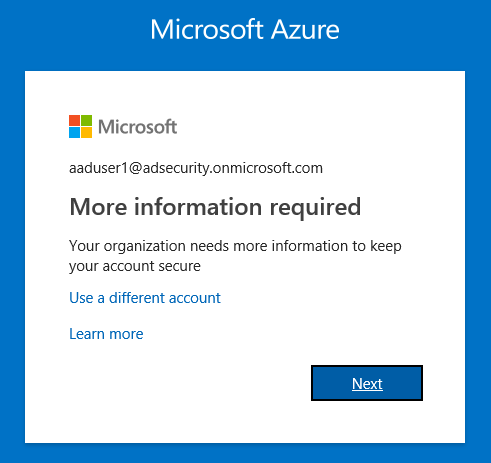 Microsoft Azure
Microsoft
aaduser1@adsecurity.onmicrosoft.com
More information required
Your organization needs more information to keep
your account secure
Use a different account
Learn more
Next